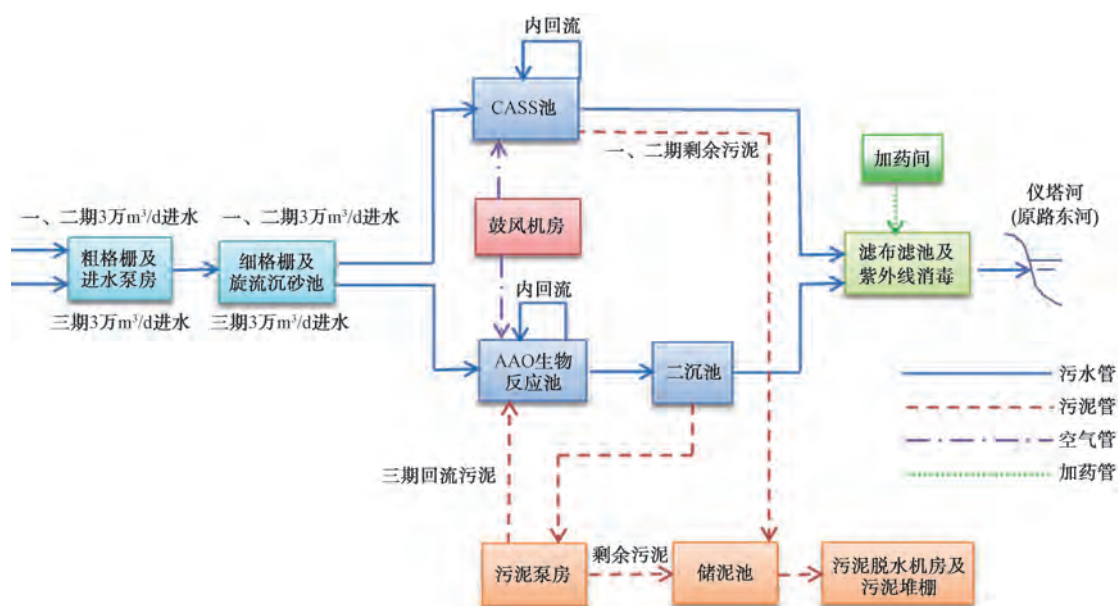 内回流
CASS池
一、二期剩余污泥
加药间
仪塔河
(原路东河)
一、二期3万m³/d进水
一、二期3万m³/d进水
鼓风机房
粗格栅及
进水泵房
细格栅及
旋流沉砂池
滤布滤池及
紫外线消毒
三期3万m³/d进水
三期3万m³/d进水
内回流
AAO生物
反应池
二沉池
污水管
污泥管
空气管
加药管
三期回流污泥
污泥泵房
剩余污泥
储泥池
污泥脱水机房及
污泥堆棚